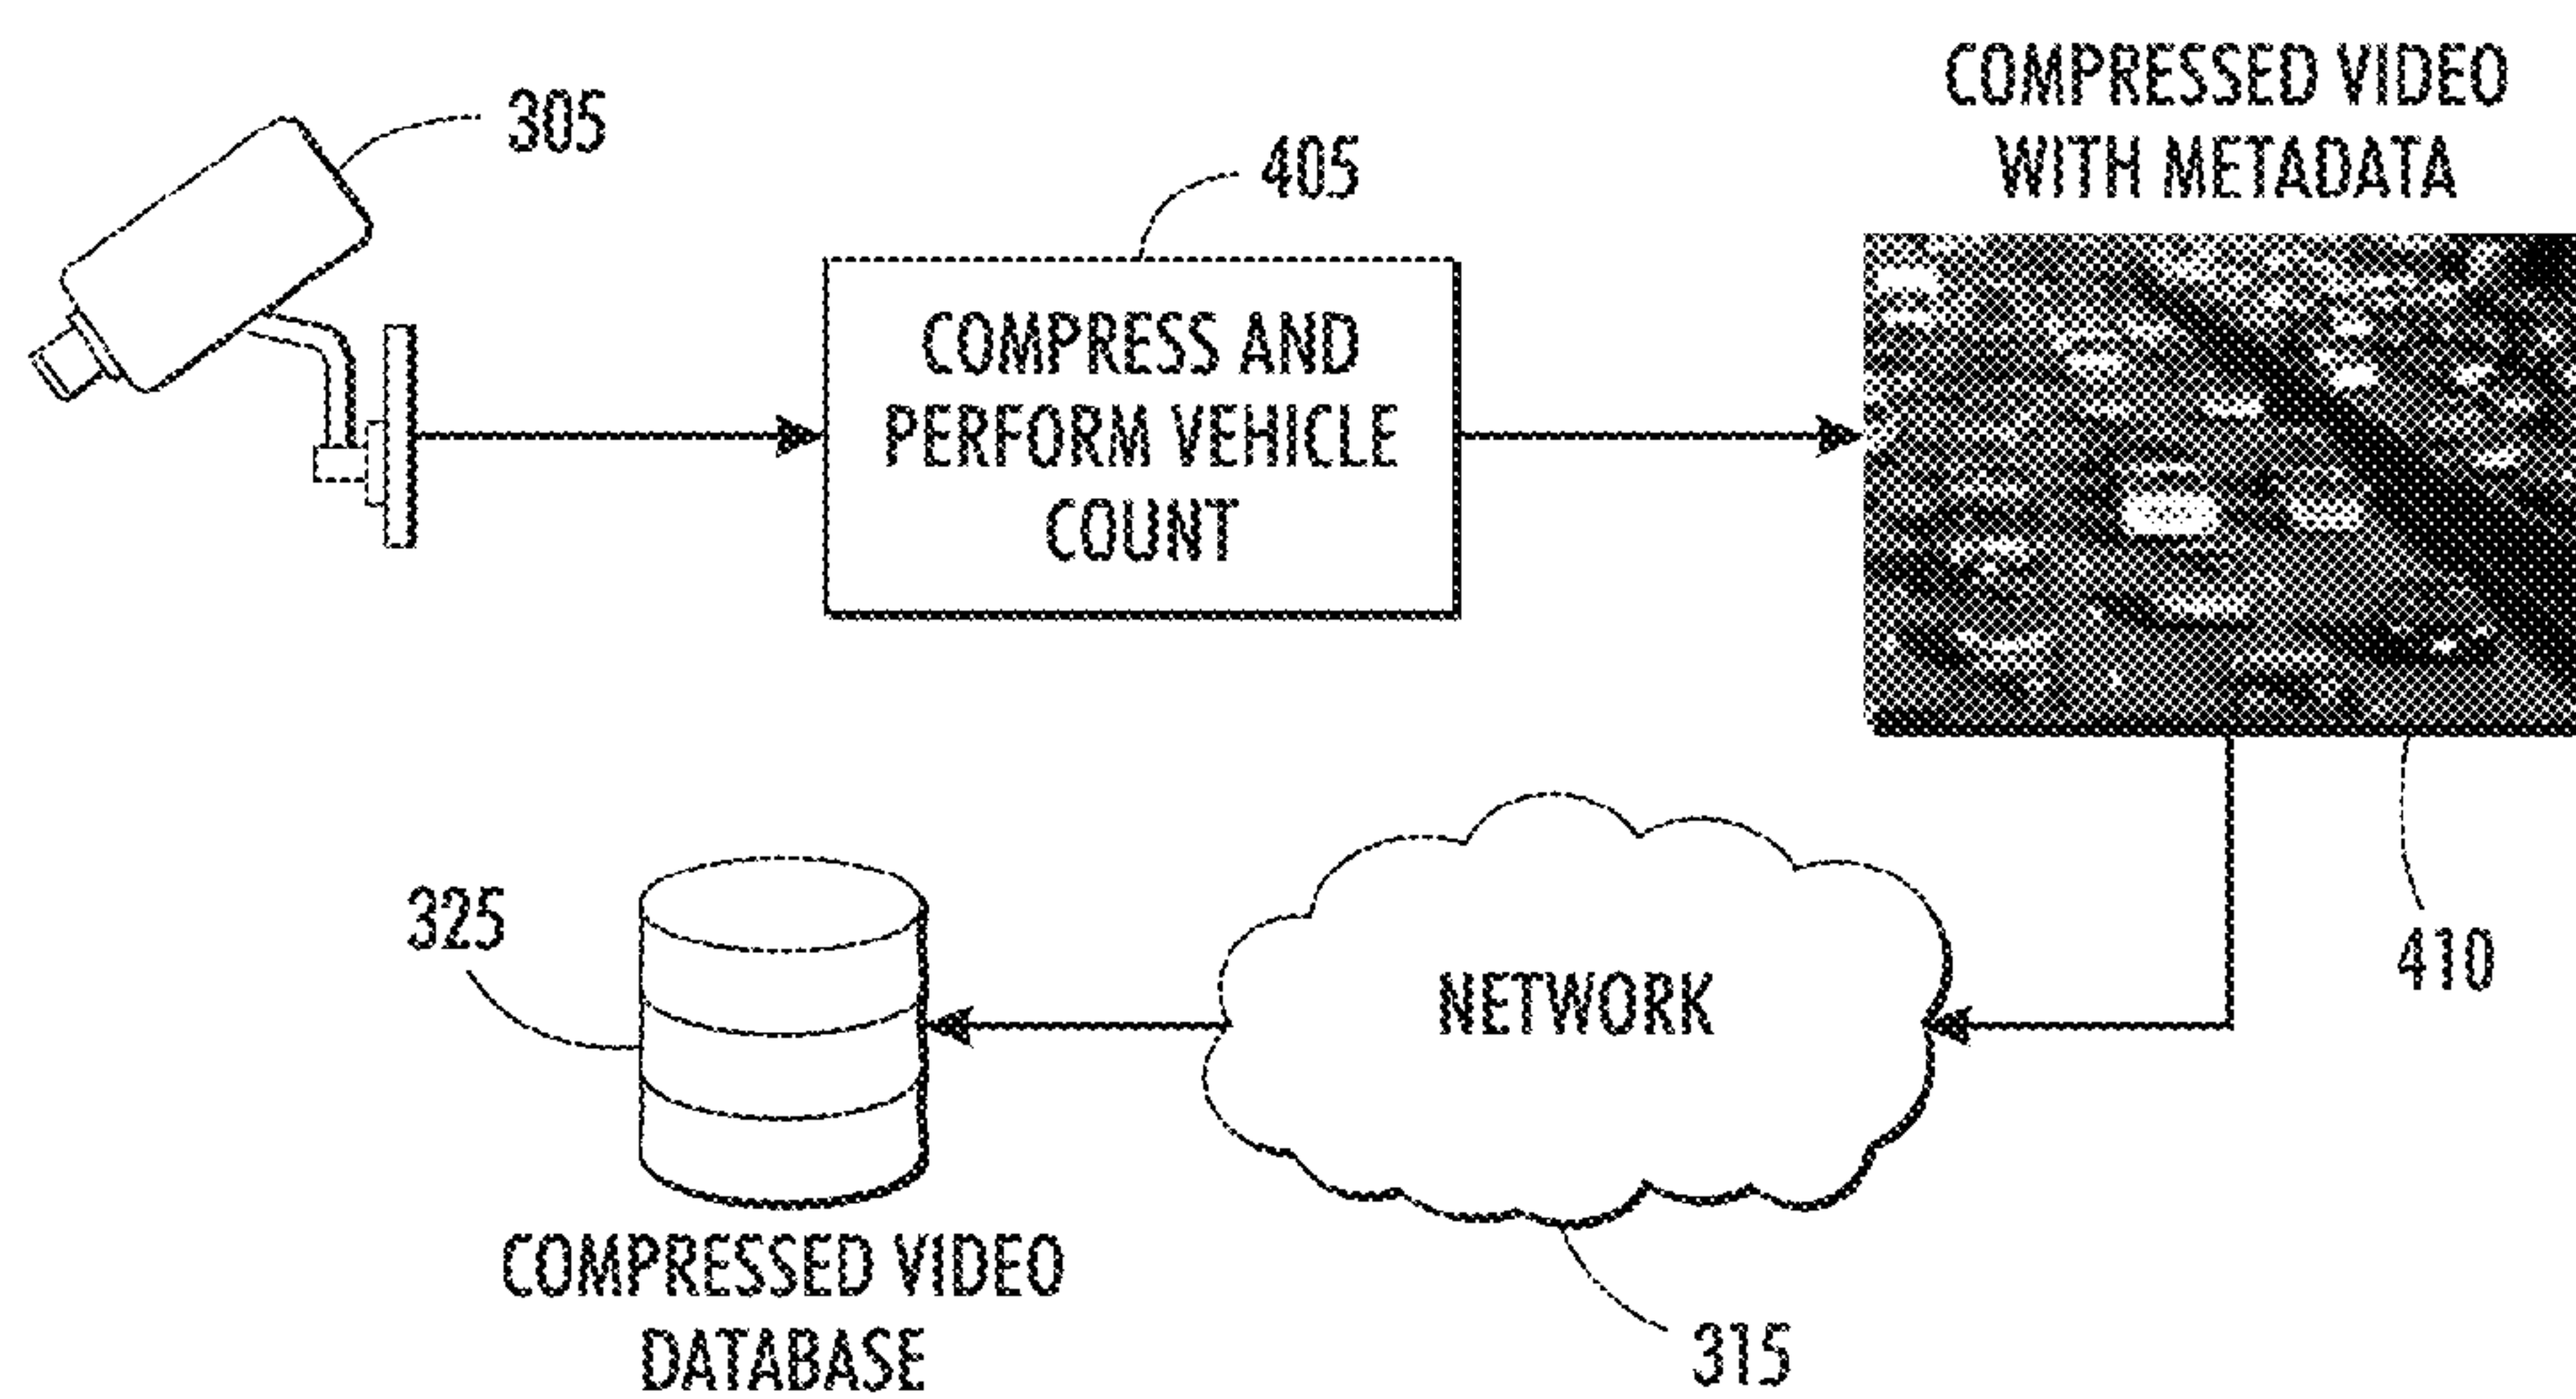 305
405
COMPRESS AND
PERFORM VEHICLE
COUNT
COMPRESSED VIDEO
WITH METADATA
410
NETWORK
315
325
COMPRESSED VIDEO
DATABASE